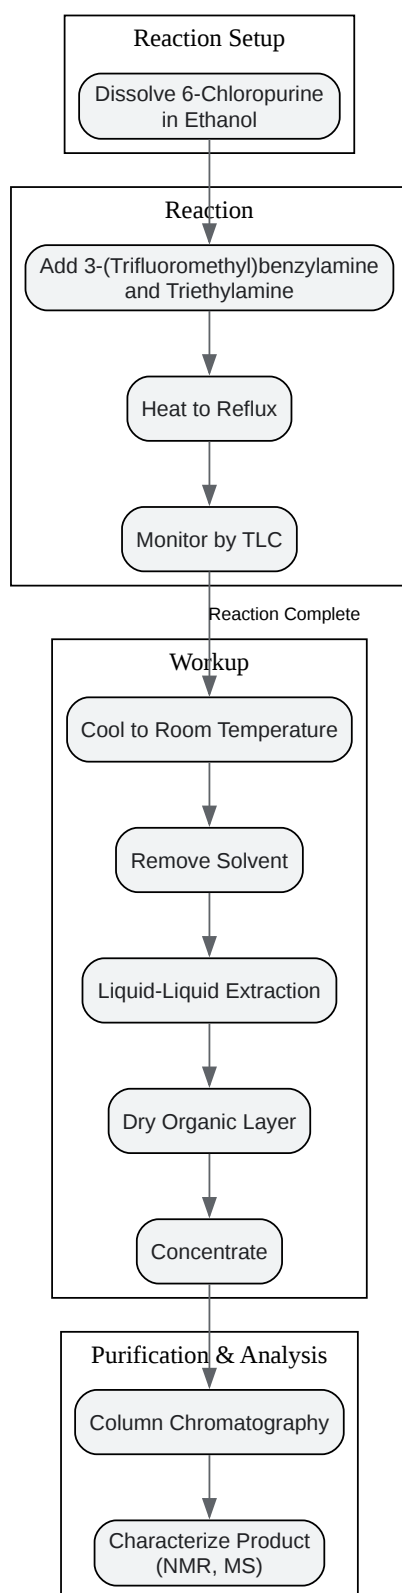 Reaction Setup
Dissolve 6-Chloropurine
in Ethanol
Reaction
Add 3-(Trifluoromethyl)benzylamine
and Triethylamine
Heat to Reflux
Monitor by TLC
Reaction Complete
Workup
Cool to Room Temperature
Remove Solvent
Liquid-Liquid Extraction
Dry Organic Layer
Concentrate
Purification & Analysis
Column Chromatography
Characterize Product
(NMR, MS)